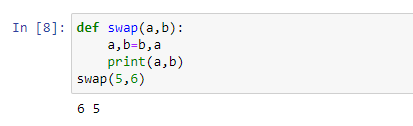 In [8]: def swap(a,b):
    a,b=b,a
    print(a,b)
swap(5,6)
6 5